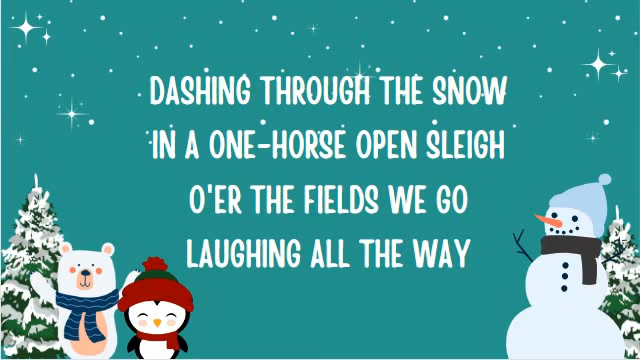 DASHING THROUGH THE SNOW
IN A ONE-HORSE OPEN SLEIGH
O'ER THE FIELDS WE GO
LAUGHING ALL THE WAY